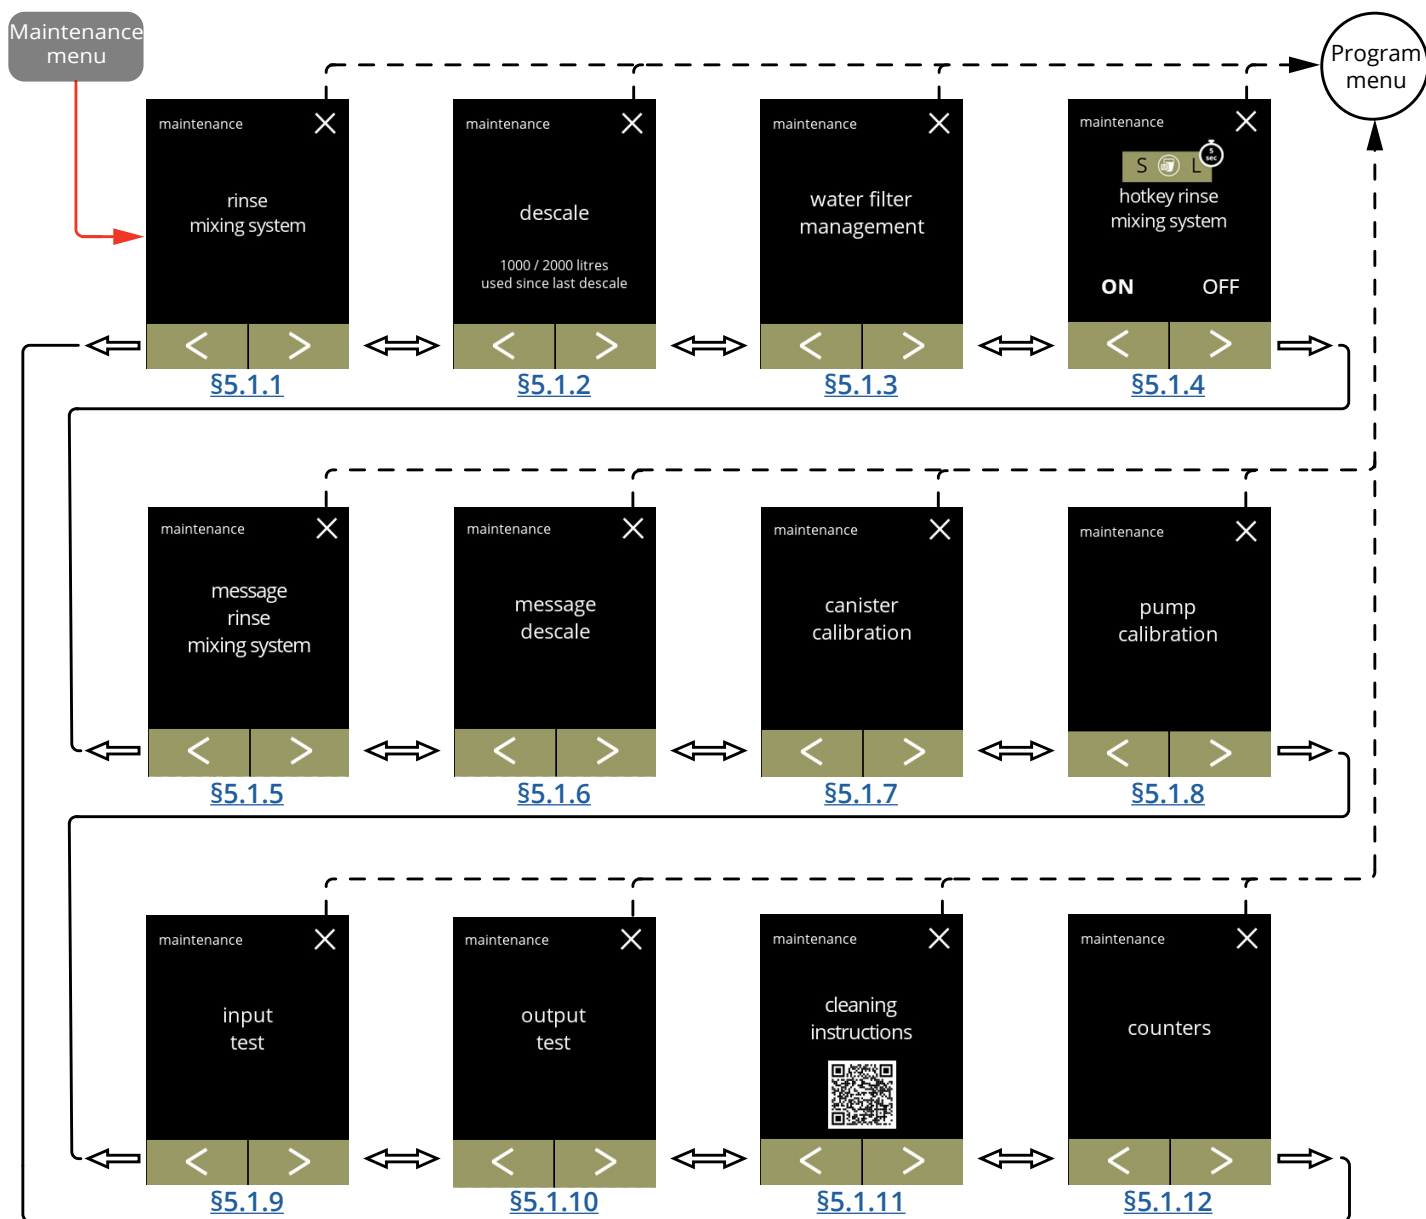 Maintenance
menu
Program
menu
maintenance
rinse
mixing system
§5.1.1
maintenance
descale
1000 / 2000 litres
used since last descale
§5.1.2
maintenance
water filter
management
§5.1.3
maintenance
S L
5
sec
hotkey rinse
mixing system
ON OFF
§5.1.4
maintenance
message
rinse
mixing system
§5.1.5
maintenance
message
descale
§5.1.6
maintenance
canister
calibration
§5.1.7
maintenance
pump
calibration
§5.1.8
maintenance
input
test
§5.1.9
maintenance
output
test
§5.1.10
maintenance
cleaning
instructions
§5.1.11
maintenance
counters
§5.1.12